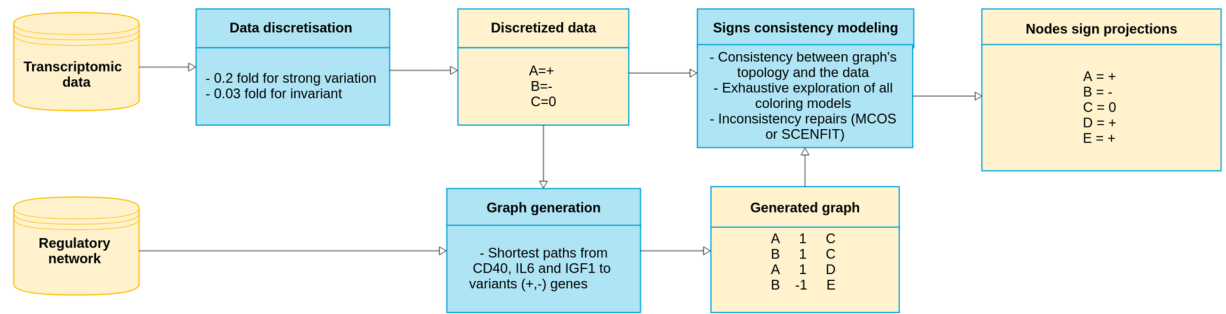 Transcriptomic
data
Data discretisation
- 0.2 fold for strong variation
- 0.03 fold for invariant
Discretized data
A=+
B=-
C=0
Signs consistency modeling
- Consistency between graph's
topology and the data
- Exhaustive exploration of all
coloring models
- Inconsistency repairs (MCOS
or SCENFIT)
Nodes sign projections
A = +
B = -
C = 0
D = +
E = +
Regulatory
network
Graph generation
- Shortest paths from
CD40, IL6 and IGF1 to
variants (+,-) genes
Generated graph
A 1 C
B 1 C
A 1 D
B -1 E